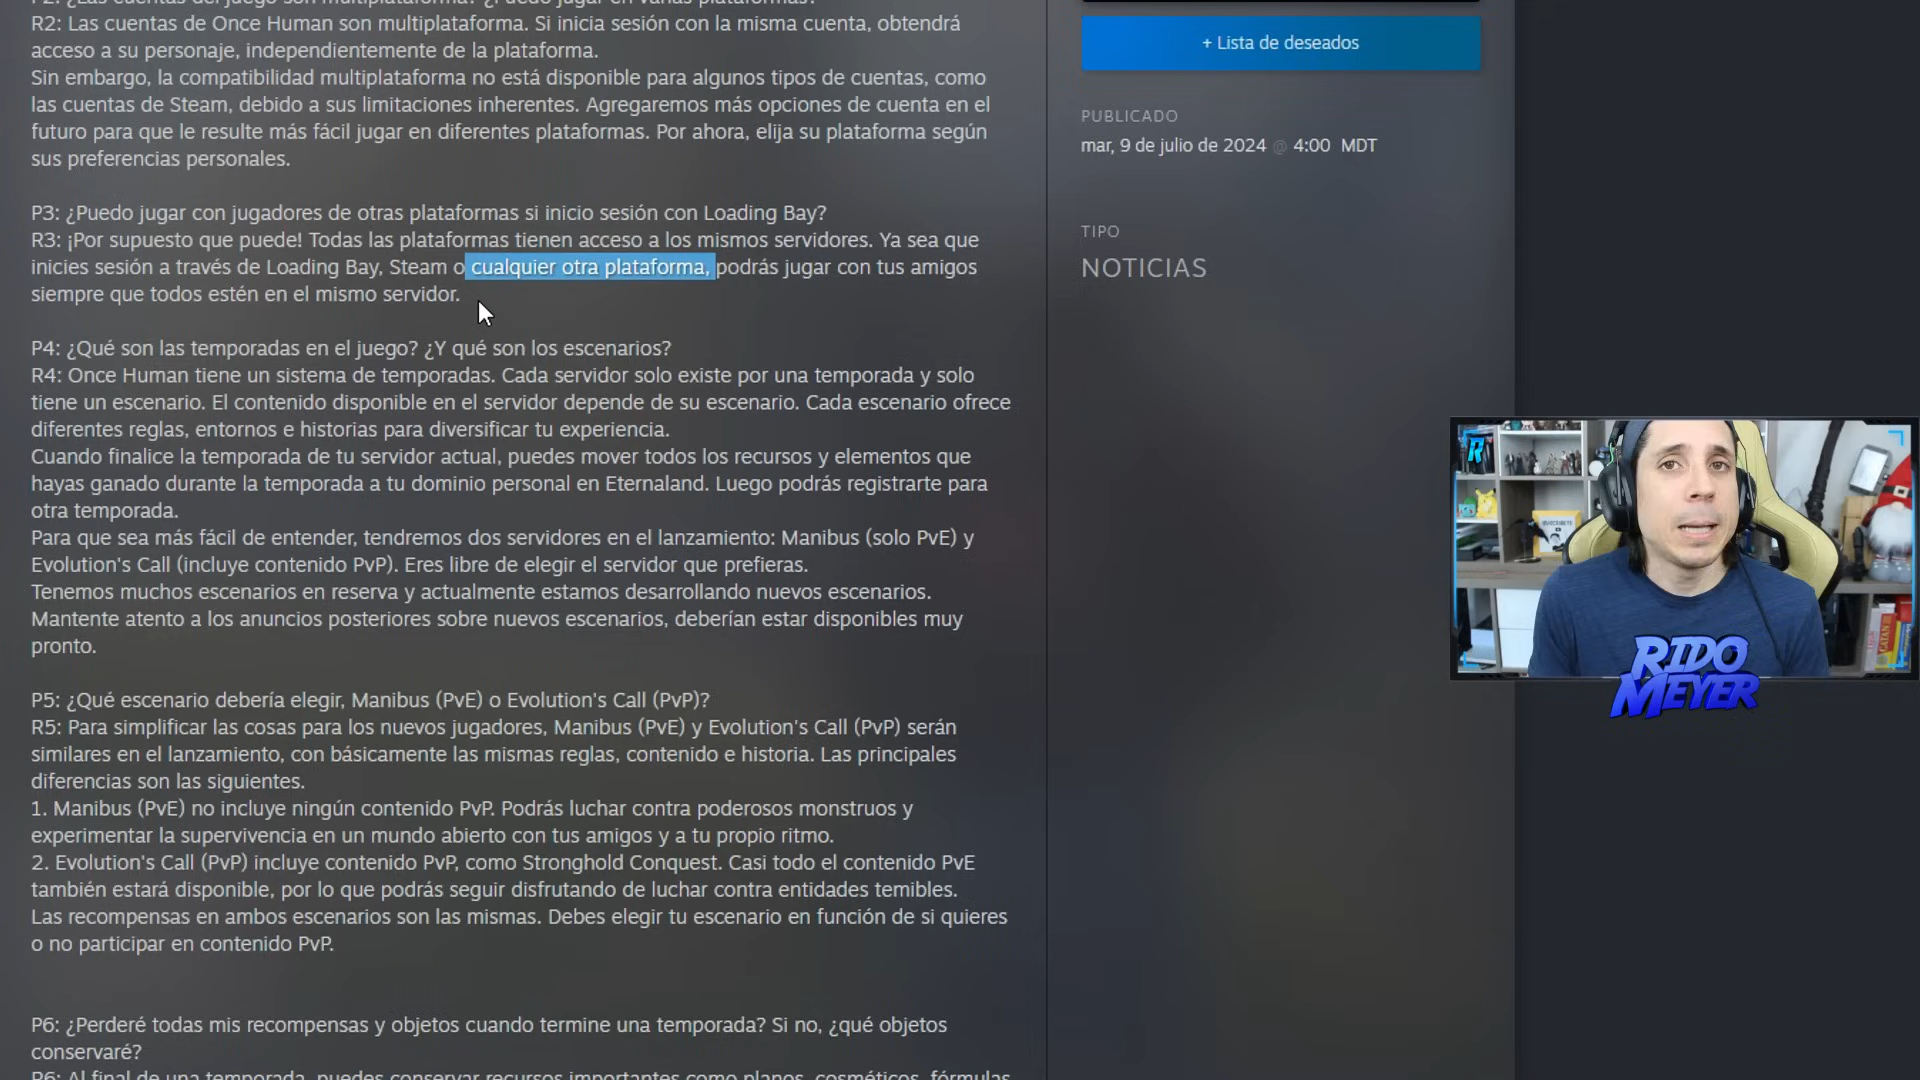 R2: Las cuentas de Once Human son multiplataforma. Si inicia sesión con la misma cuenta, obtendrá
acceso a su personaje, independientemente de la plataforma.
Sin embargo, la compatibilidad multiplataforma no está disponible para algunos tipos de cuentas, como
las cuentas de Steam, debido a sus limitaciones inherentes. Agregaremos más opciones de cuenta en el
futuro para que le resulte más fácil jugar en diferentes plataformas. Por ahora, elija su plataforma según
sus preferencias personales.
P3: ¿Puedo jugar con jugadores de otras plataformas si inicio sesión con Loading Bay?
R3: ¡Por supuesto que puede! Todas las plataformas tienen acceso a los mismos servidores. Ya sea que
inicies sesión a través de Loading Bay, Steam o cualquier otra plataforma, podrás jugar con tus amigos
siempre que todos estén en el mismo servidor.
P4: ¿Qué son las temporadas en el juego? ¿Y qué son los escenarios?
R4: Once Human tiene un sistema de temporadas. Cada servidor solo existe por una temporada y solo
tiene un escenario. El contenido disponible en el servidor depende de su escenario. Cada escenario ofrece
diferentes reglas, entornos e historias para diversificar tu experiencia.
Cuando finalice la temporada de tu servidor actual, puedes mover todos los recursos y elementos que
hayas ganado durante la temporada a tu dominio personal en Eternaland. Luego podrás registrarte para
otra temporada.
Para que sea más fácil de entender, tendremos dos servidores en el lanzamiento: Manibus (solo PvE) y
Evolution's Call (incluye contenido PvP). Eres libre de elegir el servidor que prefieras.
Tenemos muchos escenarios en reserva y actualmente estamos desarrollando nuevos escenarios.
Mantente atento a los anuncios posteriores sobre nuevos escenarios, deberían estar disponibles muy
pronto.
P5: ¿Qué escenario debería elegir, Manibus (PvE) o Evolution's Call (PvP)?
R5: Para simplificar las cosas para los nuevos jugadores, Manibus (PvE) y Evolution's Call (PvP) serán
similares en el lanzamiento, con básicamente las mismas reglas, contenido e historia. Las principales
diferencias son las siguientes.
1. Manibus (PvE) no incluye ningún contenido PvP. Podrás luchar contra poderosos monstruos y
experimentar la supervivencia en un mundo abierto con tus amigos y a tu propio ritmo.
2. Evolution's Call (PvP) incluye contenido PvP, como Stronghold Conquest. Casi todo el contenido PvE
también estará disponible, por lo que podrás seguir disfrutando de luchar contra entidades temibles.
Las recompensas en ambos escenarios son las mismas. Debes elegir tu escenario en función de si quieres
o no participar en contenido PvP.
P6: ¿Perderé todas mis recompensas y objetos cuando termine una temporada? Si no, ¿qué objetos
conservaré?
R6: Al final de una temporada, puedes conservar recursos importantes como planos, cosméticos, fórmulas
+ Lista de deseados
PUBLICADO
mar, 9 de julio de 2024 @ 4:00 MDT
TIPO
NOTICIAS
R
CATAN
RIDO
MEYER